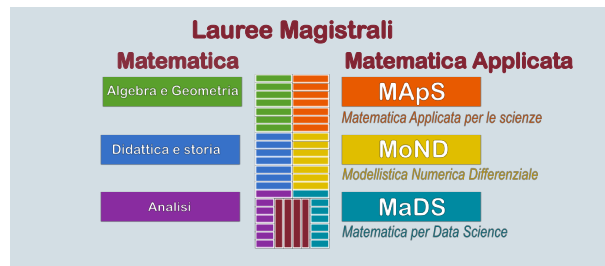 Lauree Magistrali
Matematica
Algebra e Geometria
Didattica e storia
Analisi
Matematica Applicata
MApS
Matematica Applicata per le scienze
MoND
Modellistica Numerica Differenziale
MaDS
Matematica per Data Science